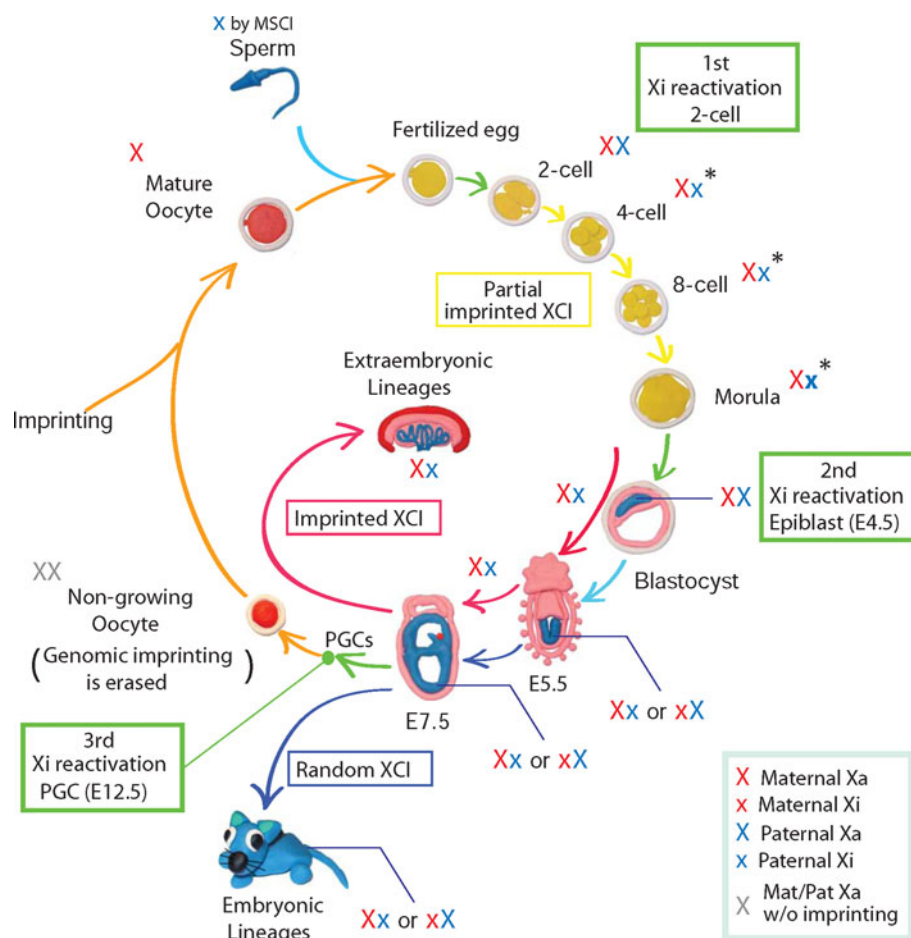 X by MSCI
Sperm
1st
Xi reactivation
2-cell
Fertilized egg
XX
2-cell
X
Mature
Oocyte
Xx*
4-cell
Xx*
8-cell
Partial
imprinted XCI
Extraembryonic
Lineages
Xx*
Morula
Imprinting
Xx
2nd
Xi reactivation
Epiblast (E4.5)
XX
Xx
Imprinted XCI
Xx
Blastocyst
XX
Non-growing
Oocyte
(Genomic imprinting
is erased)
PGCs
E5.5
E7.5
Xx or xX
3rd
Xi reactivation
PGC (E12.5)
Xx or xX
Random XCI
X Maternal Xa
x Maternal Xi
X Paternal Xa
x Paternal Xi
X Mat/Pat Xa
w/o imprinting
Embryonic
Lineages
Xx or xX